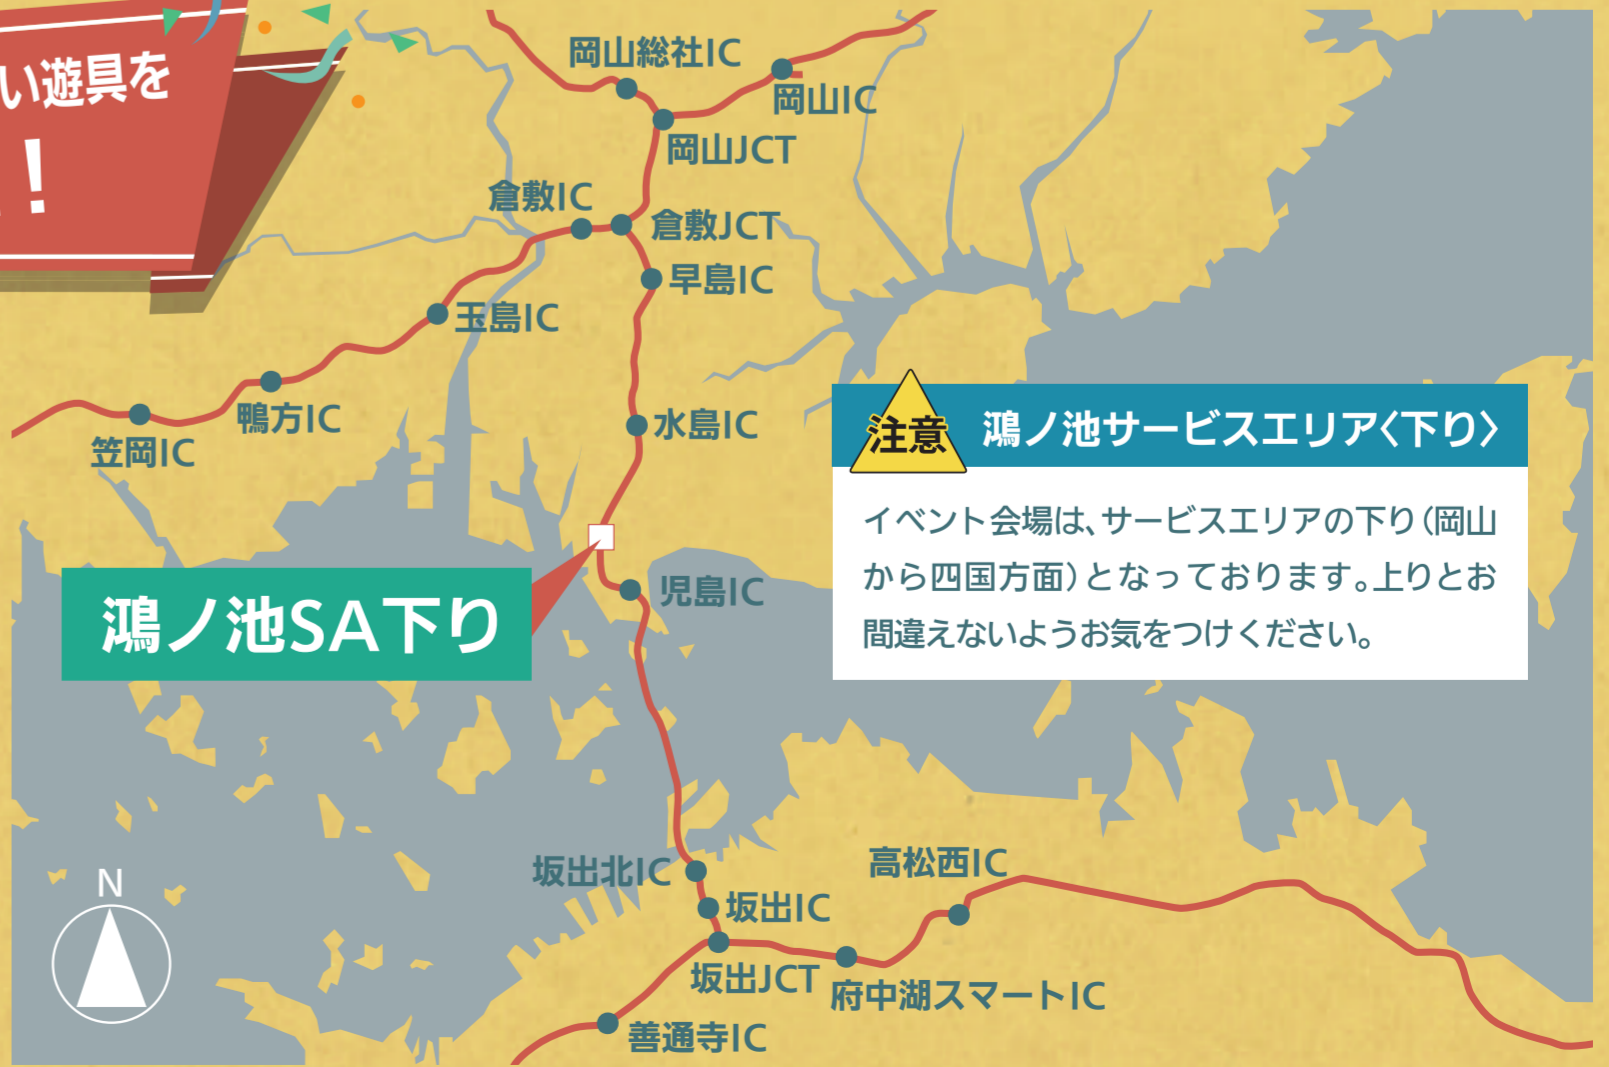 い遊具を
！
岡山総社IC
岡山IC
岡山JCT
倉敷IC
倉敷JCT
早島IC
玉島IC
鴨方IC
笠岡IC
水島IC
注意
鴻ノ池サービスエリア〈下り〉
イベント会場は、サービスエリアの下り（岡山
から四国方面）となっております。上りとお
間違えないようお気をつけください。
鴻ノ池SA下り
児島IC
坂出北IC
高松西IC
坂出IC
坂出JCT
府中湖スマートIC
善通寺IC
N